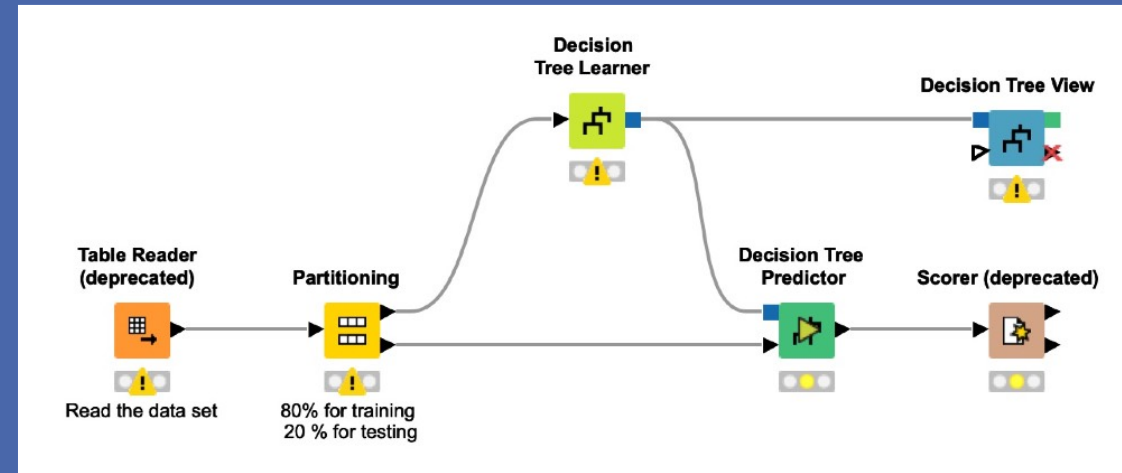 Decision
Tree Learner
Decision Tree View
Table Reader
(deprecated)
Partitioning
Decision Tree
Predictor
Scorer (deprecated)
Read the data set
80% for training
20 % for testing